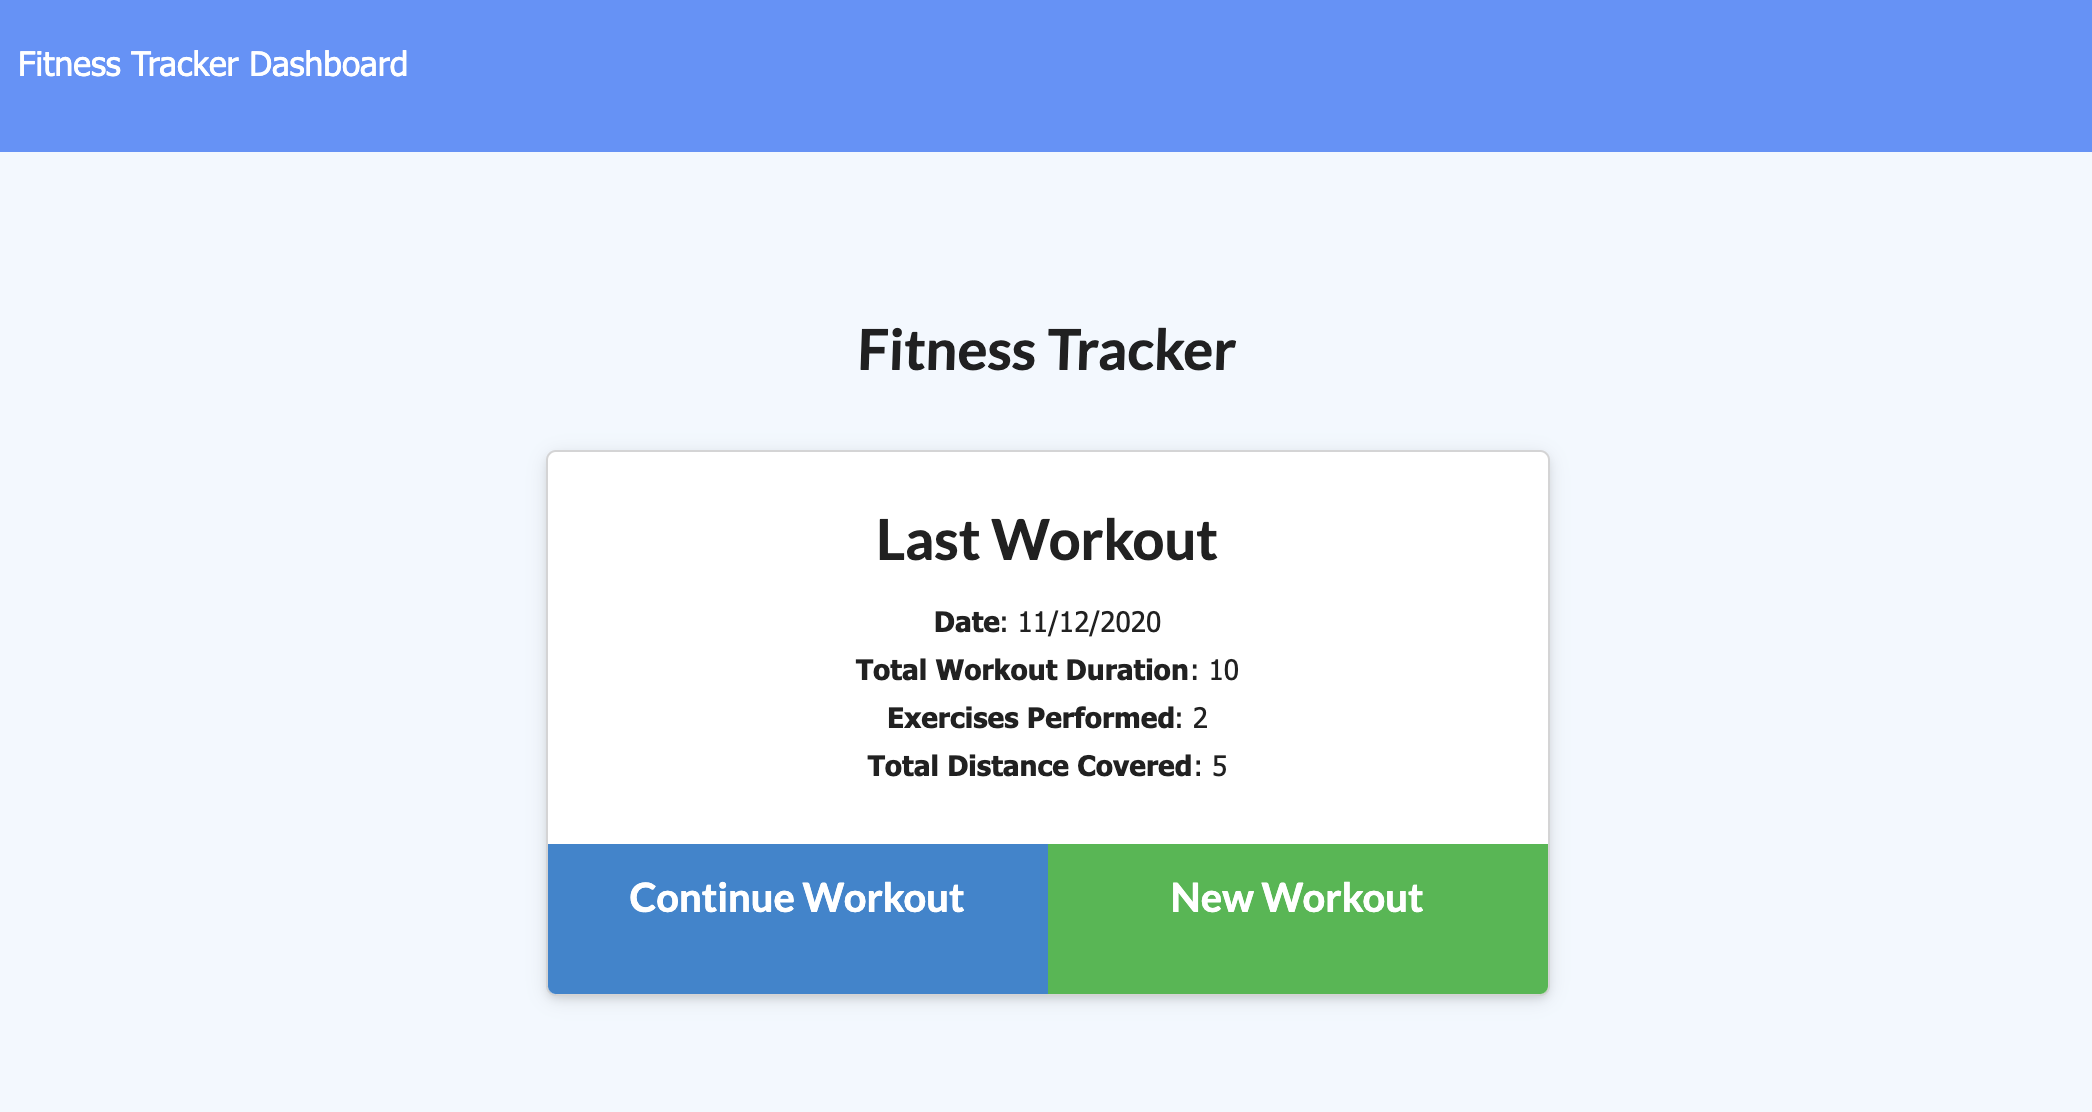 Fitness Tracker Dashboard
Fitness Tracker
Last Workout
Date: 11/12/2020
Total Workout Duration: 10
Exercises Performed: 2
Total Distance Covered: 5
Continue Workout
New Workout